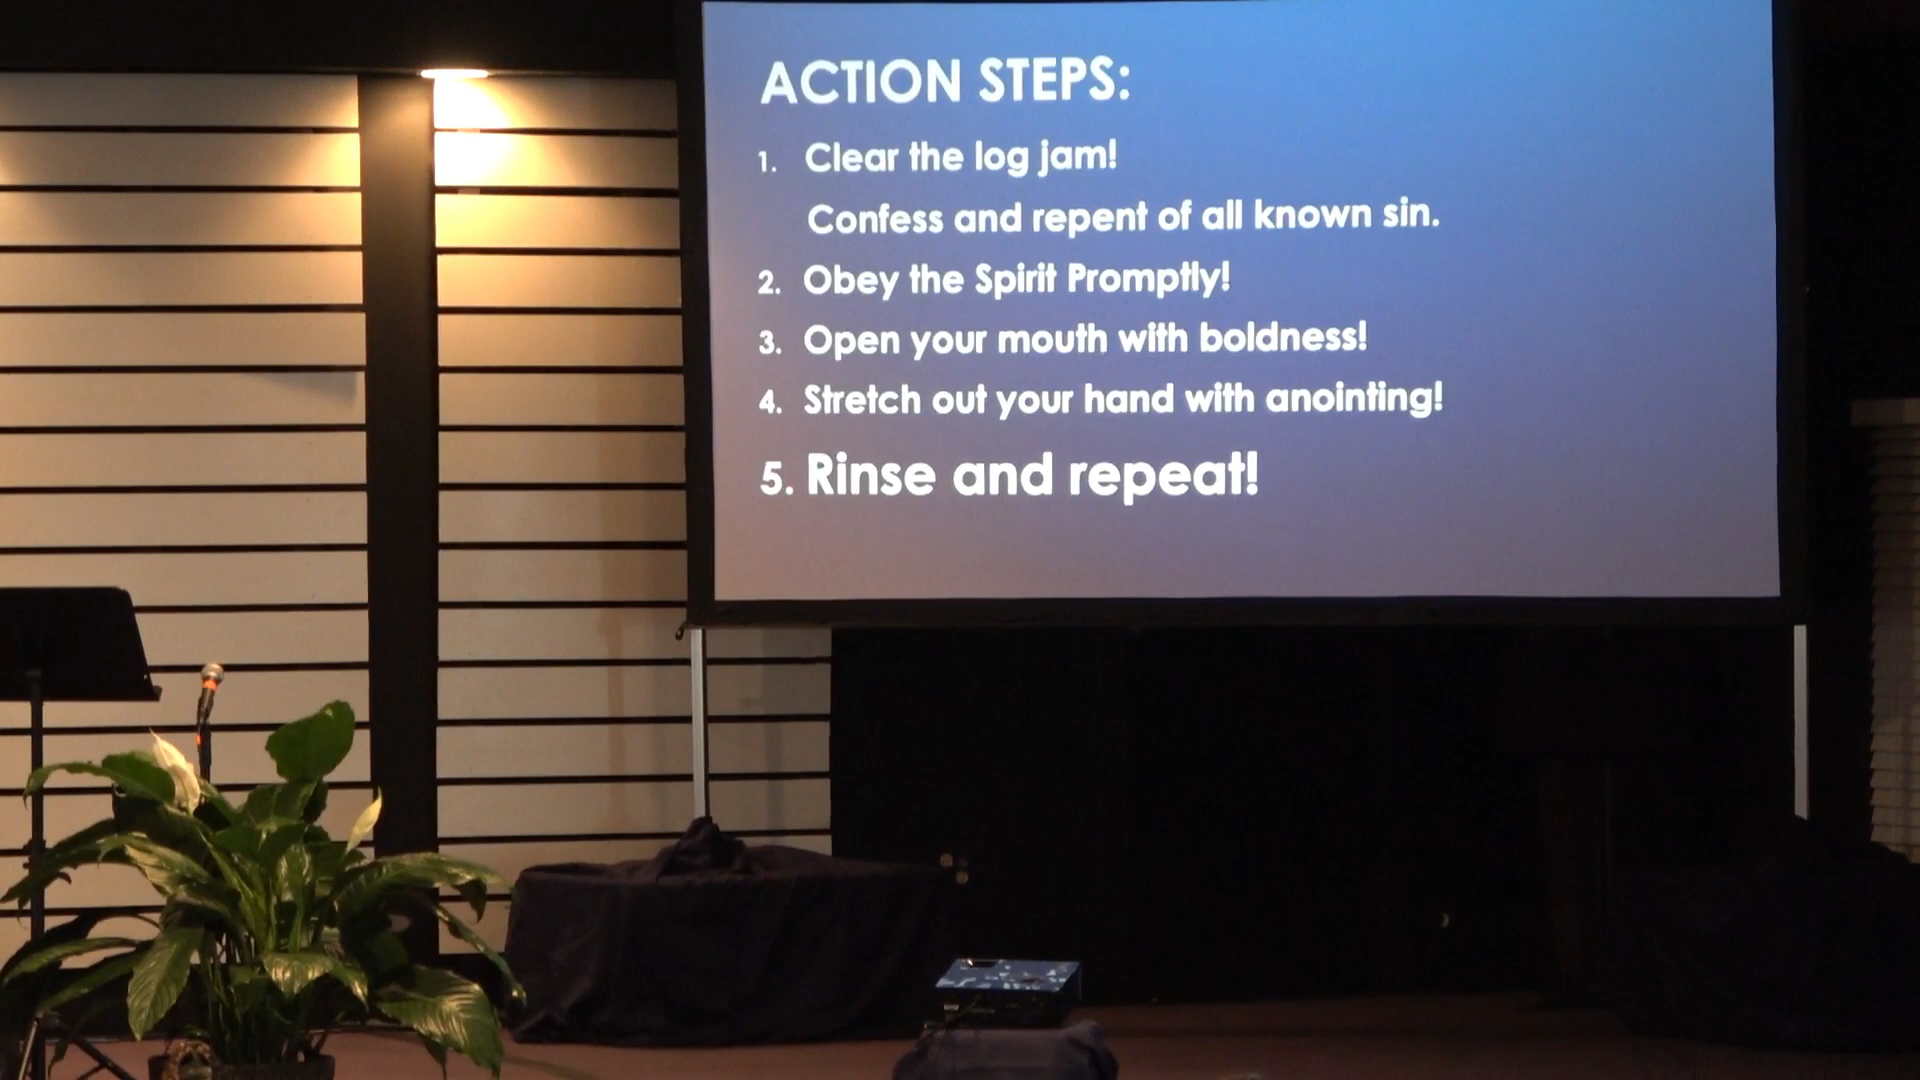 ACTION STEPS:
1. Clear the log jam!
Confess and repent of all known sin.
2. Obey the Spirit Promptly!
3. Open your mouth with boldness!
4. Stretch out your hand with anointing!
5. Rinse and repeat!